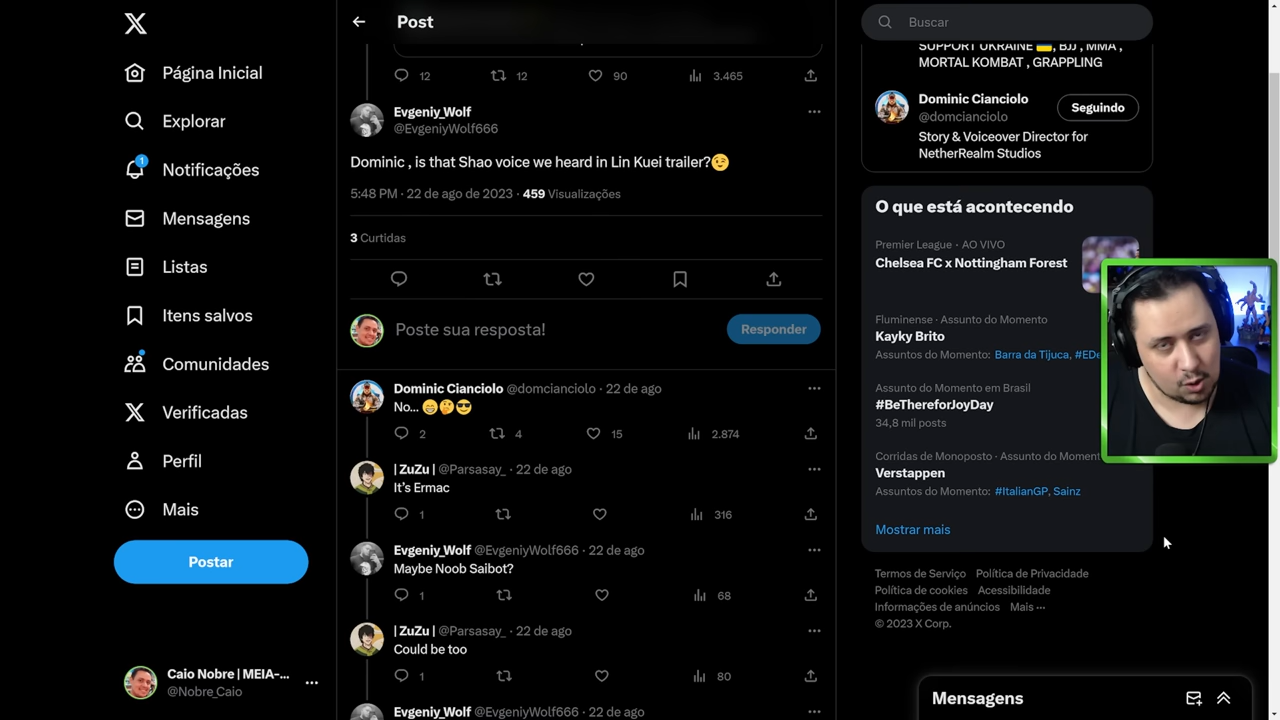 Página Inicial
Explorar
1
Notificações
Mensagens
Listas
Itens salvos
Comunidades
Verificadas
Perfil
Mais
Postar
Caio Nobre | MEIA-...
@Nobre_Caio
Post
12 12 90 3.465
Evgeniy_Wolf
@EvgeniyWolf666
Dominic , is that Shao voice we heard in Lin Kuei trailer?😉
5:48 PM · 22 de ago de 2023 · 459 Visualizações
3 Curtidas
Poste sua resposta!
Responder
Dominic Cianciolo @domcianciolo · 22 de ago
No... 😁🤔😎
2 4 15 2.874
| ZuZu | @Parsasay_ · 22 de ago
It's Ermac
1 316
Evgeniy_Wolf @EvgeniyWolf666 · 22 de ago
Maybe Noob Saibot?
1 68
| ZuZu | @Parsasay_ · 22 de ago
Could be too
1 80
Evgeniy_Wolf @EvgeniyWolf666 · 22 de ago
Buscar
SUPPORT UKRAINE 🇺🇦, BJJ , MMA ,
MORTAL KOMBAT , GRAPPLING
Dominic Cianciolo
@domcianciolo
Seguindo
Story & Voiceover Director for
NetherRealm Studios
O que está acontecendo
Premier League · AO VIVO
Chelsea FC x Nottingham Forest
Fluminense · Assunto do Momento
Kayky Brito
Assuntos do Momento: Barra da Tijuca, #EDe
Assunto do Momento em Brasil
#BeThereforJoyDay
34,8 mil posts
Corridas de Monoposto · Assunto do Moment
Verstappen
Assuntos do Momento: #ItalianGP, Sainz
Mostrar mais
Termos de Serviço Política de Privacidade
Política de cookies Acessibilidade
Informações de anúncios Mais ···
© 2023 X Corp.
Mensagens